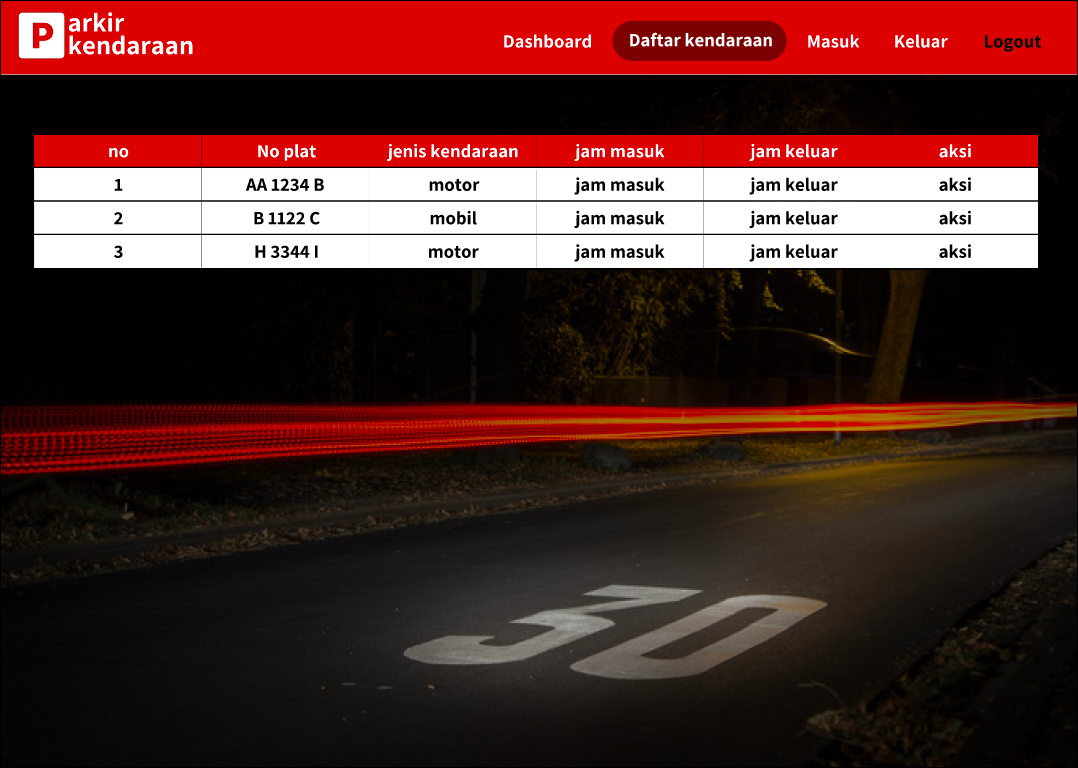 P arkir
kendaraan
Dashboard Daftar kendaraan Masuk Keluar Logout
no No plat jenis kendaraan jam masuk jam keluar aksi
1 AA 1234 B motor jam masuk jam keluar aksi
2 B 1122 C mobil jam masuk jam keluar aksi
3 H 3344 I motor jam masuk jam keluar aksi
30